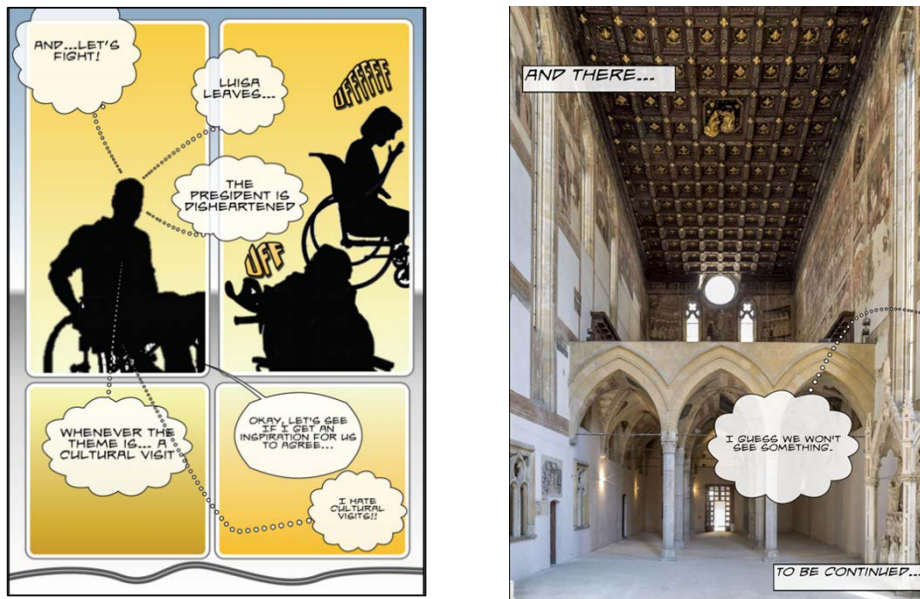 AND...LET'S
FIGHT!
LUISA
LEAVES...
UFFFFFF
THE
PRESIDENT IS
DISHEARTENED
UFF
WHENEVER THE
THEME IS... A
CULTURAL VISIT
OKAY, LET'S SEE
IF I GET AN
INSPIRATION FOR US
TO AGREE...
I HATE
CULTURAL
VISITS!!
AND THERE...
I GUESS WE WON'T
SEE SOMETHING.
TO BE CONTINUED...